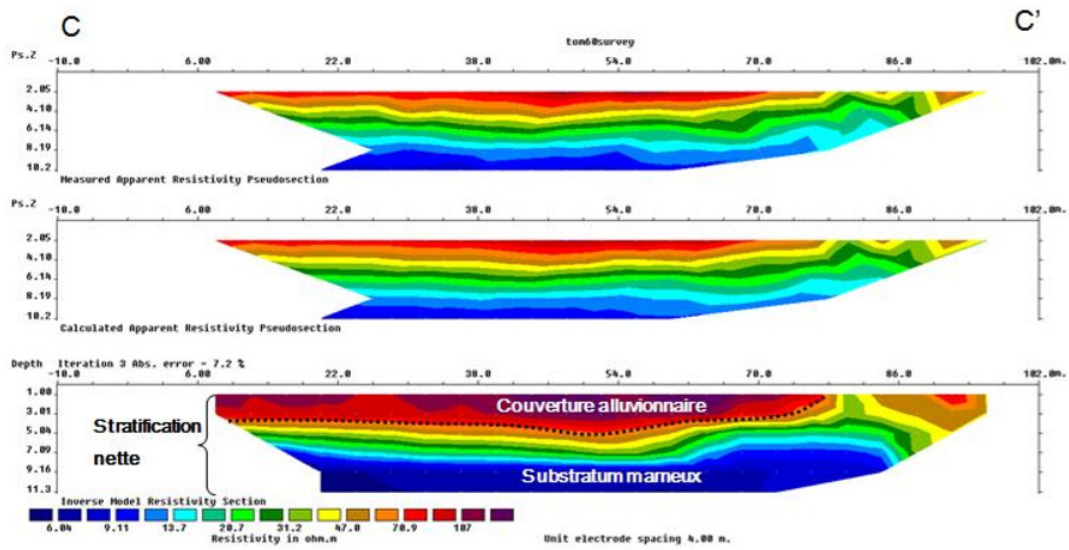 C C'
tom60survey
Ps.Z -10.0 6.00 22.0 38.0 54.0 70.0 86.0 102.0m.
2.05
4.10
6.14
8.19
10.2
Measured Apparent Resistivity Pseudosection
Ps.Z -10.0 6.00 22.0 38.0 54.0 70.0 86.0 102.0m.
2.05
4.10
6.14
8.19
10.2
Calculated Apparent Resistivity Pseudosection
Depth Iteration 3 Abs. error - 7.2 %
-10.0 6.00 22.0 38.0 54.0 70.0 86.0 102.0m.
1.00
3.01
5.04
7.09
9.16
11.3
Stratification
nette
Couverture alluvionnaire
Substratum marneux
Inverse Model Resistivity Section
6.04 9.11 13.7 20.7 31.2 47.0 70.9 107
Resistivity in ohm.m Unit electrode spacing 4.00 m.